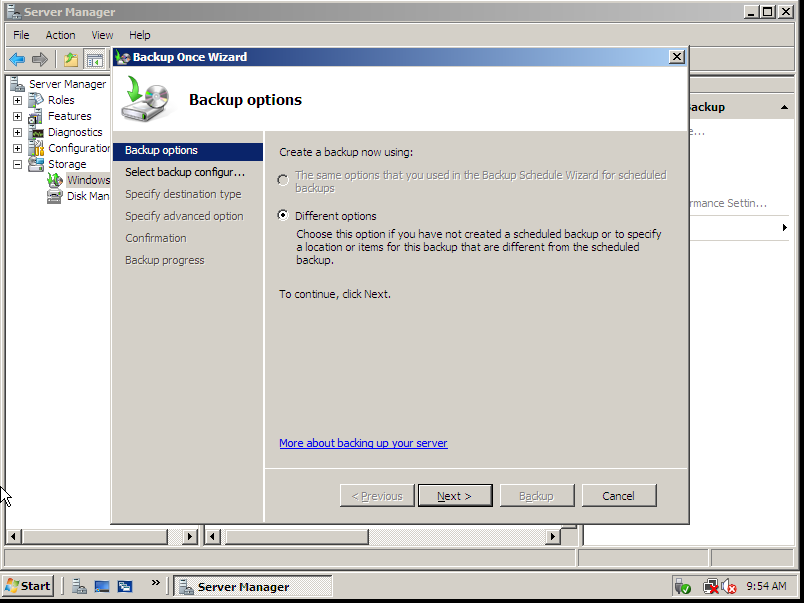 Server Manager
File Action View Help
Backup Once Wizard
Backup options
Server Manager
Roles
Features
Diagnostics
Configuration
Storage
Windows
Disk Man
Backup options
Select backup configur...
Specify destination type
Specify advanced option
Confirmation
Backup progress
Create a backup now using:
The same options that you used in the Backup Schedule Wizard for scheduled
backups
Different options
Choose this option if you have not created a scheduled backup or to specify
a location or items for this backup that are different from the scheduled
backup.
To continue, click Next.
More about backing up your server
< Previous Next > Backup Cancel
ackup
e...
rmance Settin...
Start Server Manager 9:54 AM